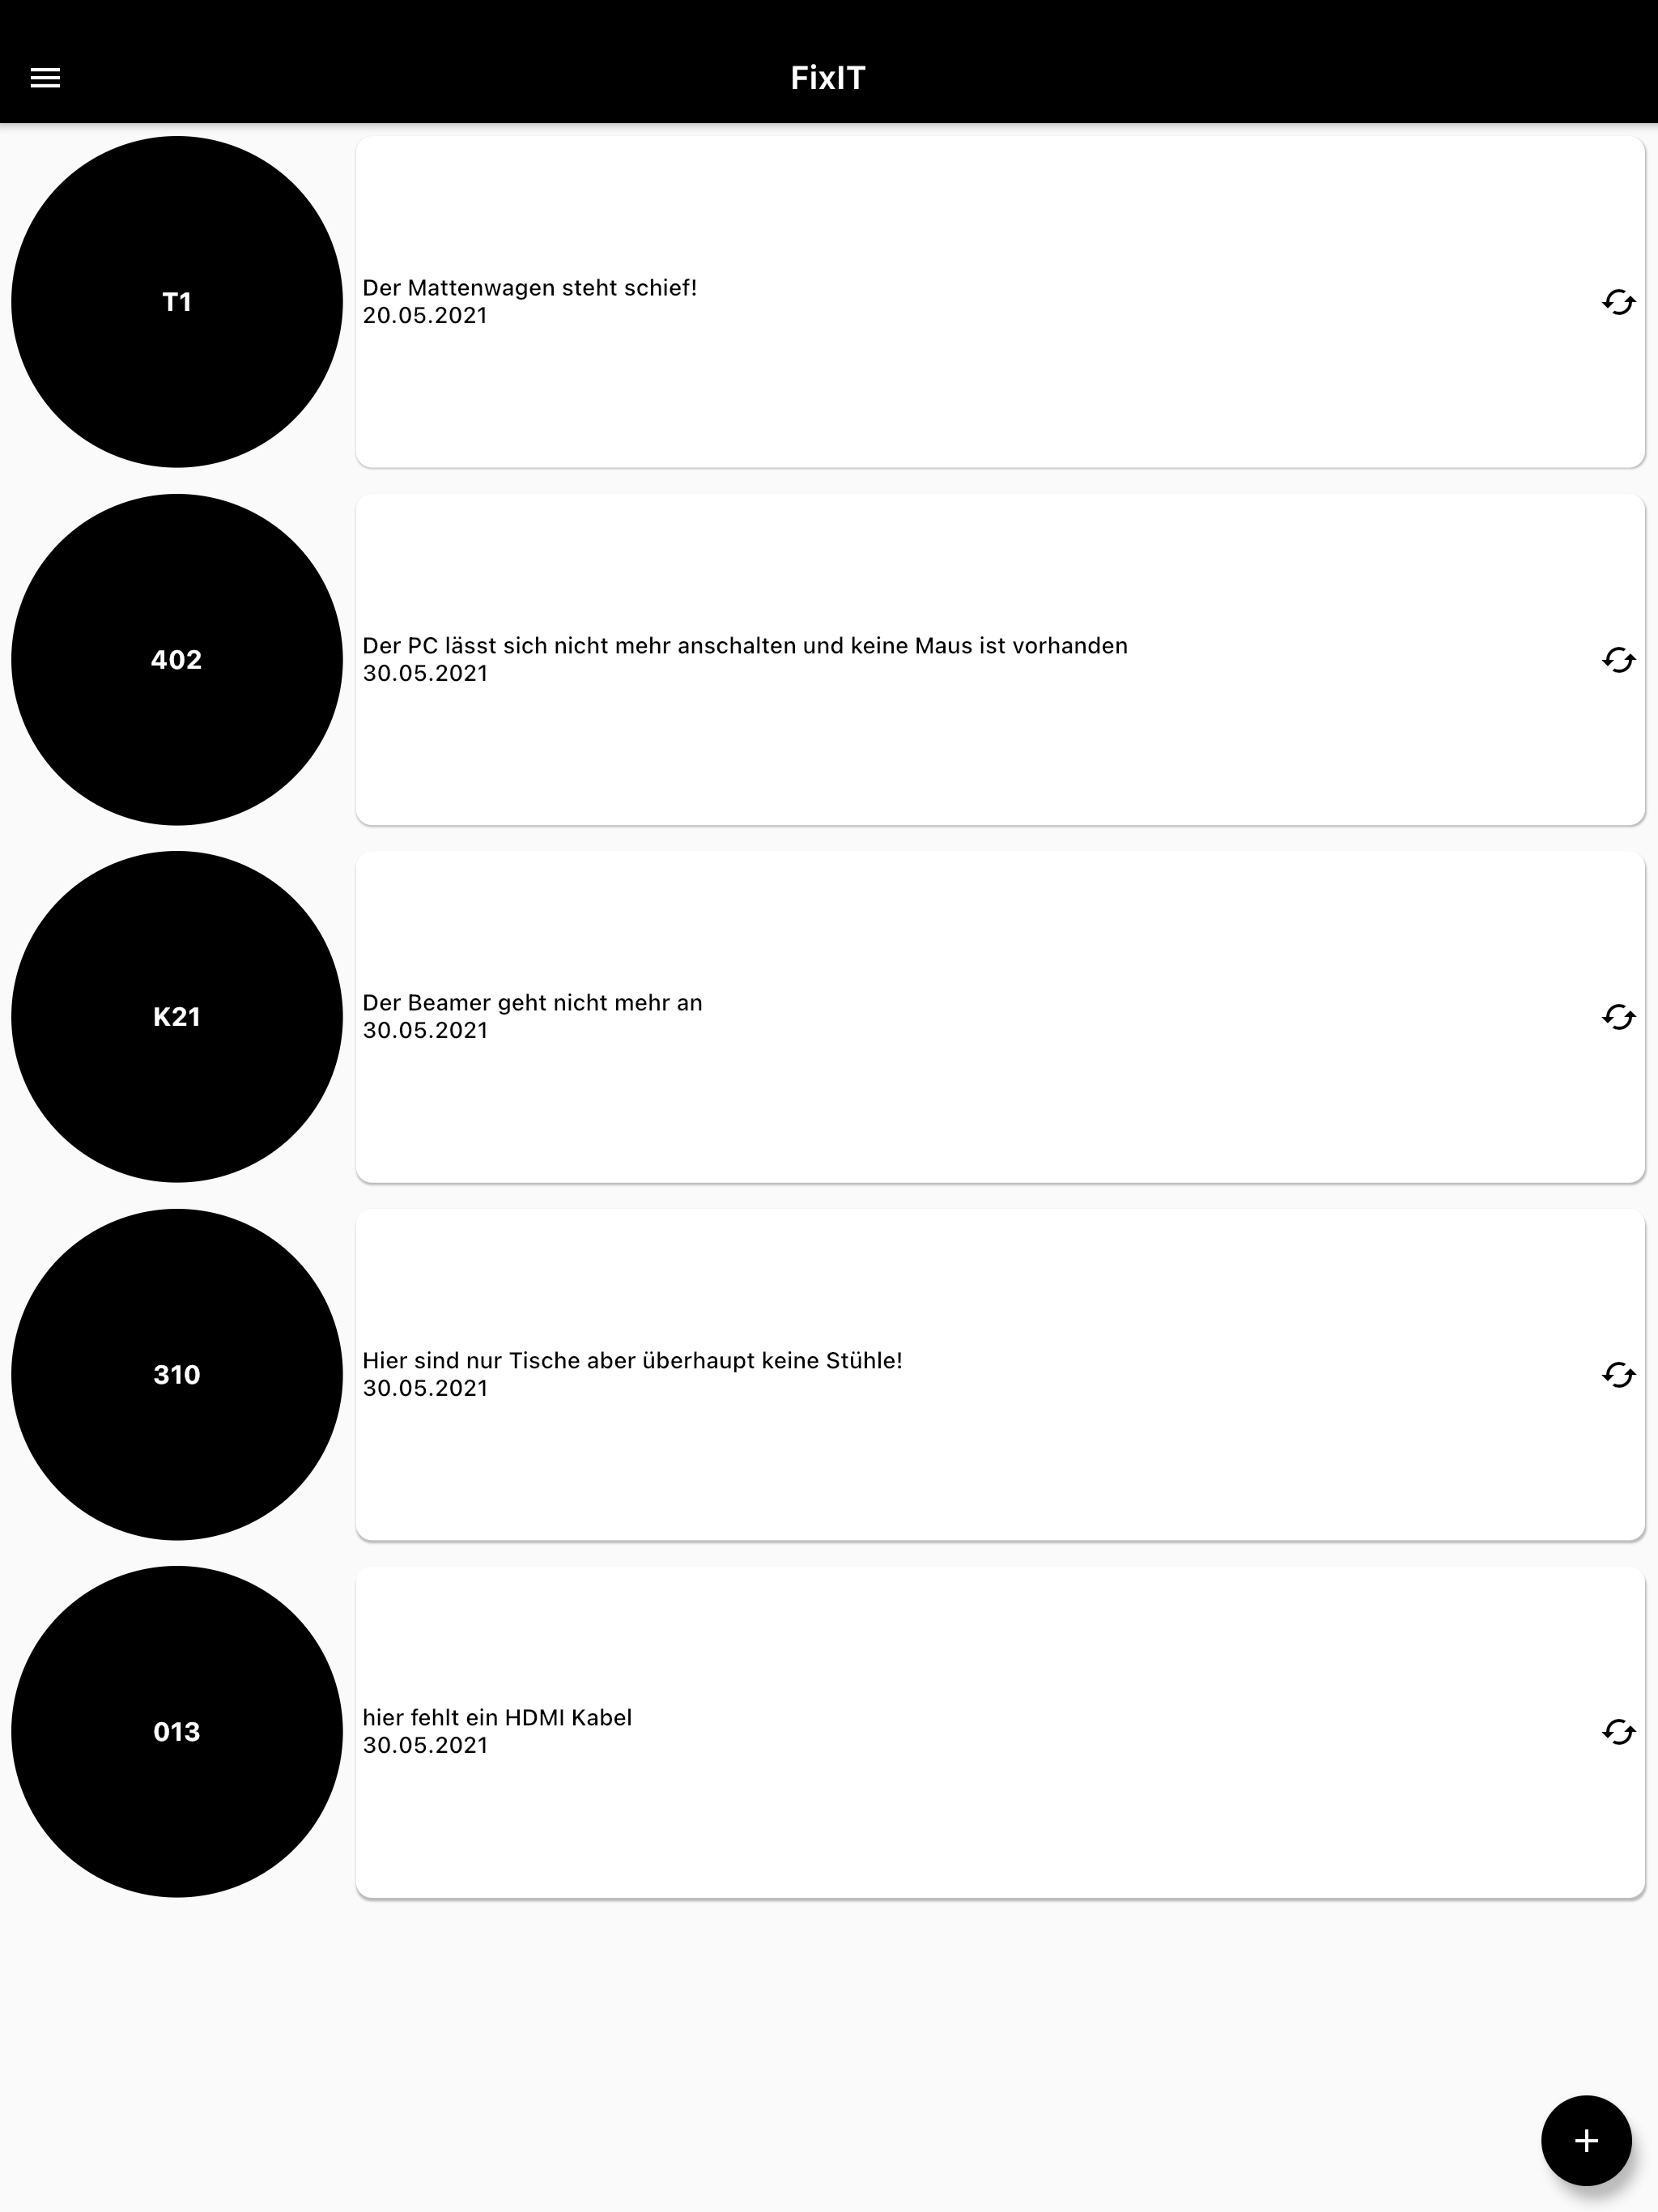 FixIT
T1
Der Mattenwagen steht schief!
20.05.2021
402
Der PC lässt sich nicht mehr anschalten und keine Maus ist vorhanden
30.05.2021
K21
Der Beamer geht nicht mehr an
30.05.2021
310
Hier sind nur Tische aber überhaupt keine Stühle!
30.05.2021
013
hier fehlt ein HDMI Kabel
30.05.2021